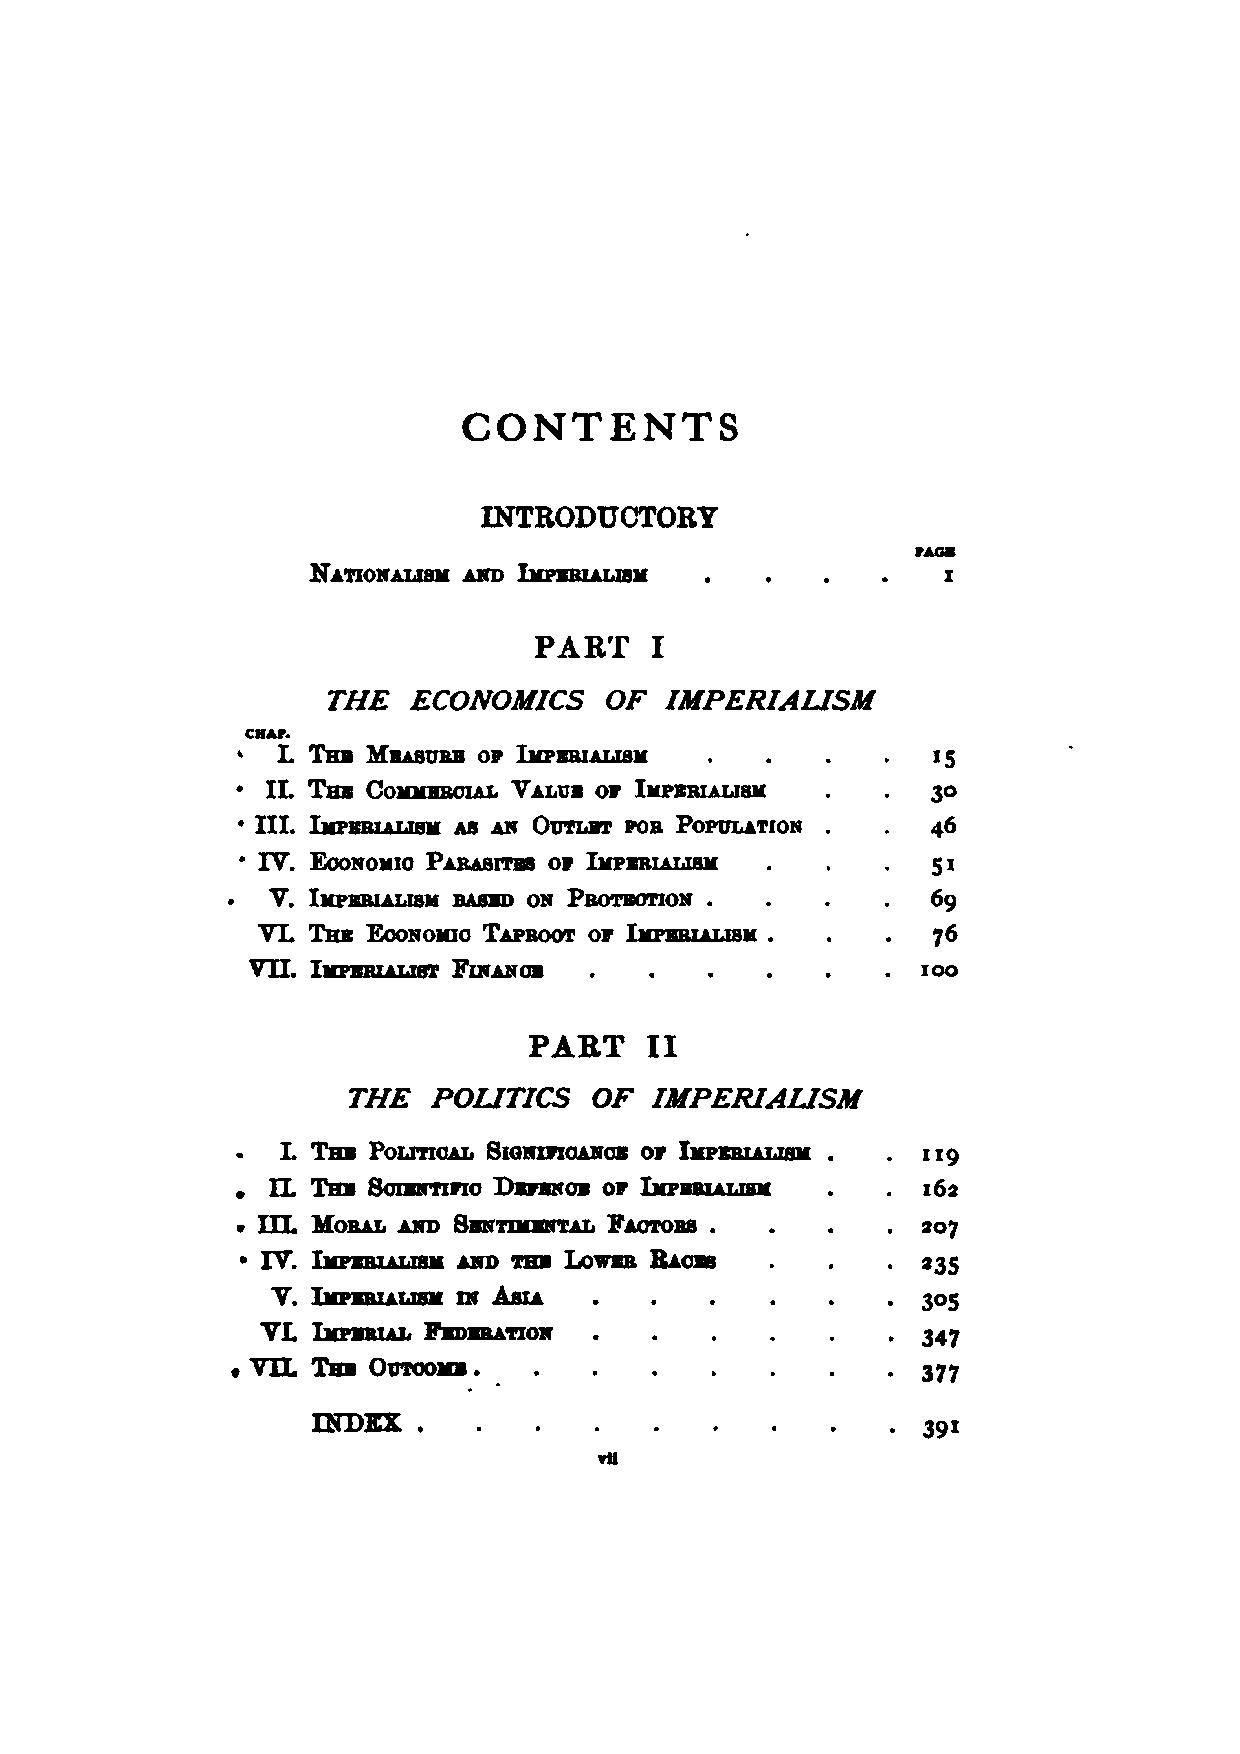 CONTENTS
INTRODUCTORY
PAGE
NATIONALISM AND IMPERIALISM . . . . 1
PART I
THE ECONOMICS OF IMPERIALISM
CHAP.
I. THE MEASURE OF IMPERIALISM . . . . 15
II. THE COMMERCIAL VALUE OF IMPERIALISM . . 30
III. IMPERIALISM AS AN OUTLET FOR POPULATION . . 46
IV. ECONOMIC PARASITES OF IMPERIALISM . . . 51
V. IMPERIALISM BASED ON PROTECTION . . . . 69
VI. THE ECONOMIC TAPROOT OF IMPERIALISM . . . 76
VII. IMPERIALIST FINANCE . . . . . . 100
PART II
THE POLITICS OF IMPERIALISM
I. THE POLITICAL SIGNIFICANCE OF IMPERIALISM . . 119
II. THE SCIENTIFIC DEFENCE OF IMPERIALISM . . 162
III. MORAL AND SENTIMENTAL FACTORS . . . . 207
IV. IMPERIALISM AND THE LOWER RACES . . . 235
V. IMPERIALISM IN ASIA . . . . . . 305
VI. IMPERIAL FEDERATION . . . . . . 347
VII. THE OUTCOME . . . . . . . . 377
INDEX . . . . . . . . . 391
vii